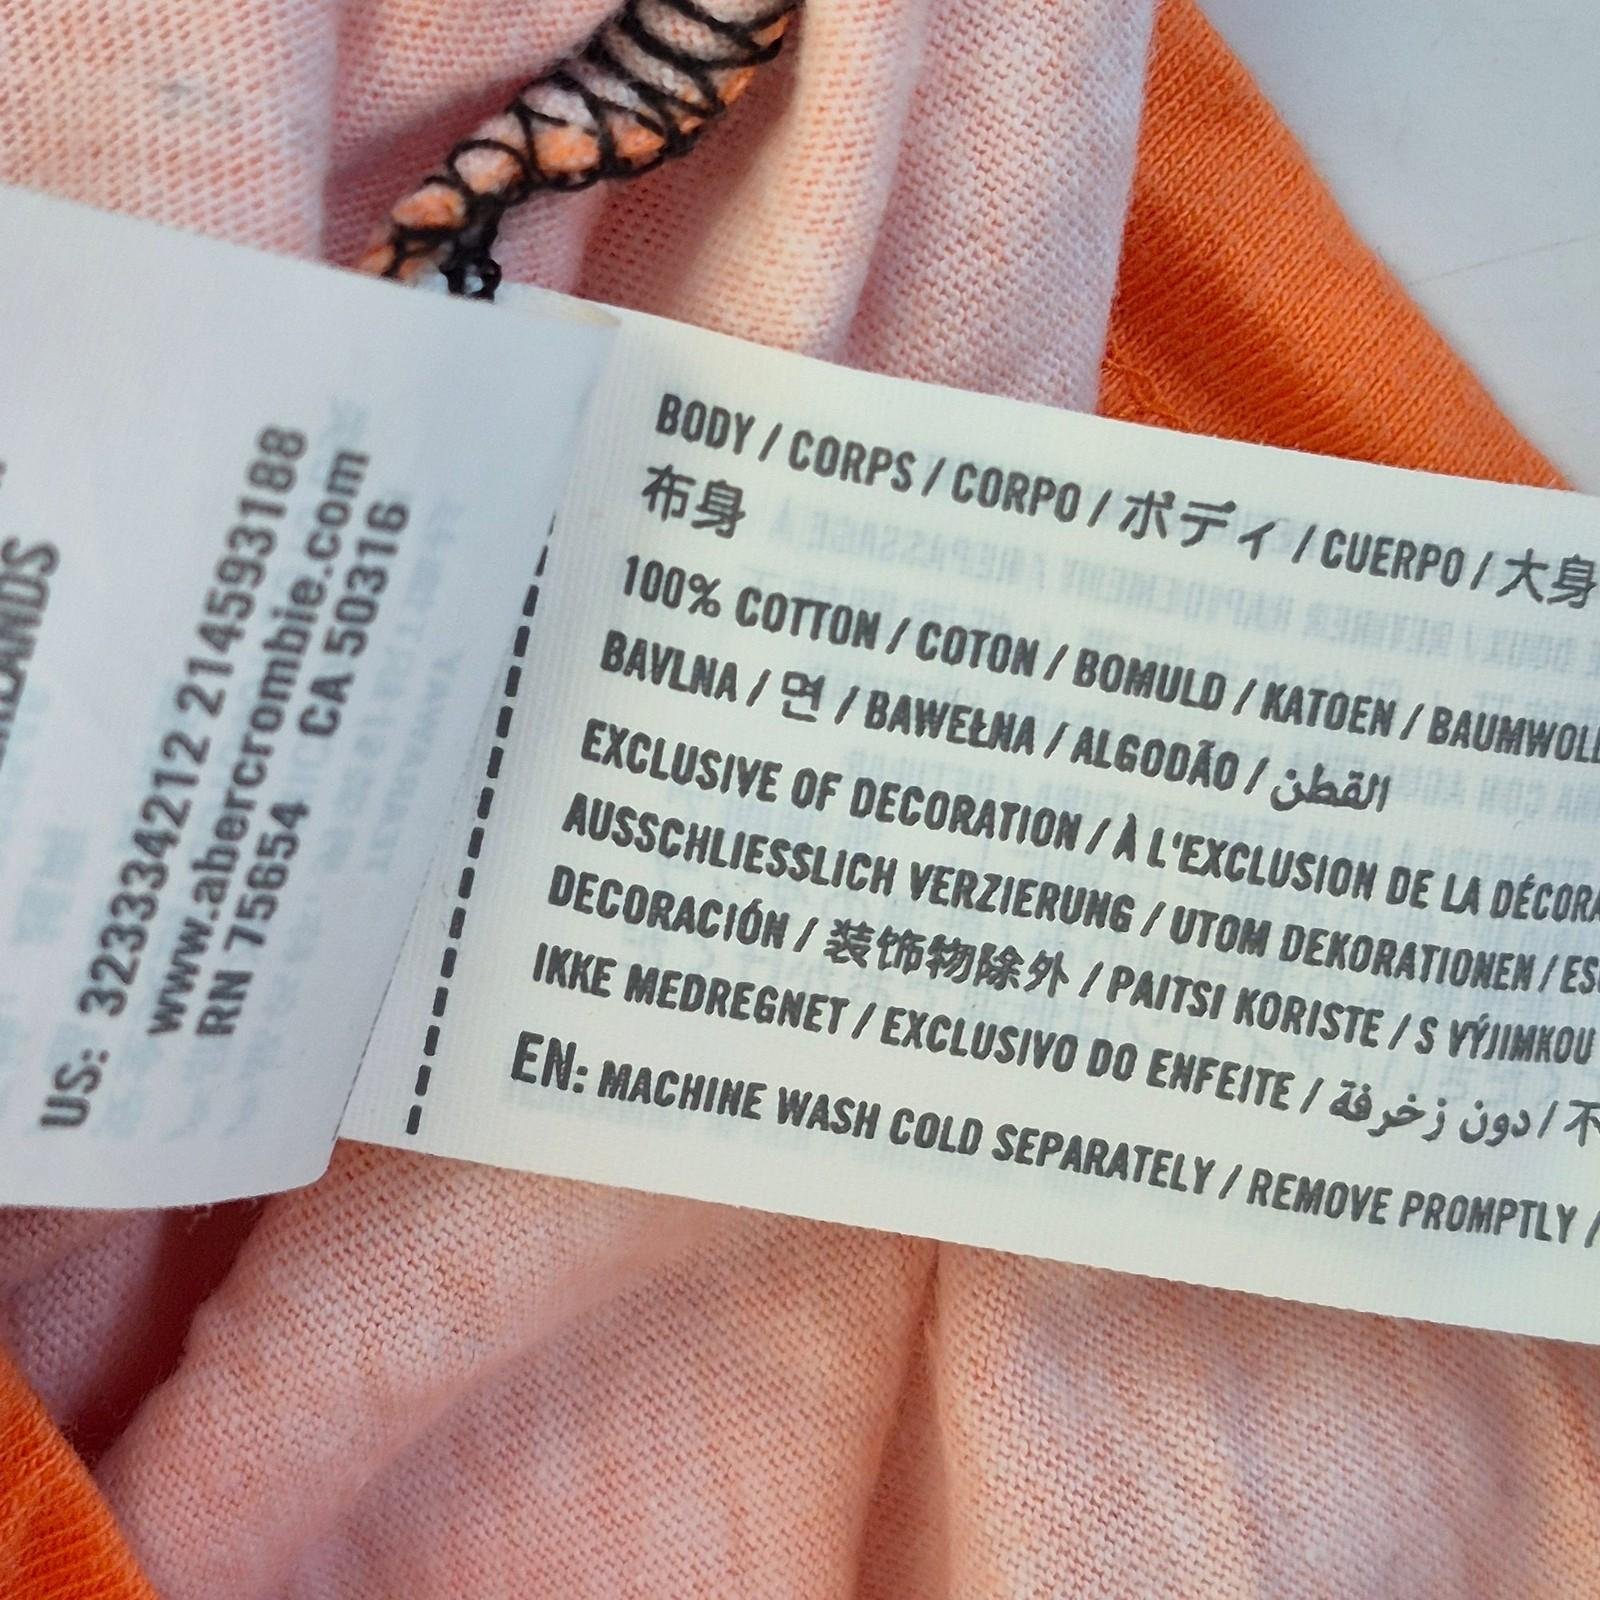 US: 323334212 214593188
www.abercrombie.com
RN 75654 CA 50316
BODY / CORPS / CORPO / ボディ / CUERPO / 大身
布身
100% COTTON / COTON / BOMULD / KATOEN / BAUMWOLL
BAVLNA / 면 / BAWEŁNA / ALGODÃO / القطن
EXCLUSIVE OF DECORATION / À L'EXCLUSION DE LA DÉCORA
AUSSCHLIESSLICH VERZIERUNG / UTOM DEKORATIONEN / ES
DECORACIÓN / 装饰物除外 / PAITSI KORISTE / S VÝJIMKOU
IKKE MEDREGNET / EXCLUSIVO DO ENFEITE / دون زخرفة / 不
EN: MACHINE WASH COLD SEPARATELY / REMOVE PROMPTLY /